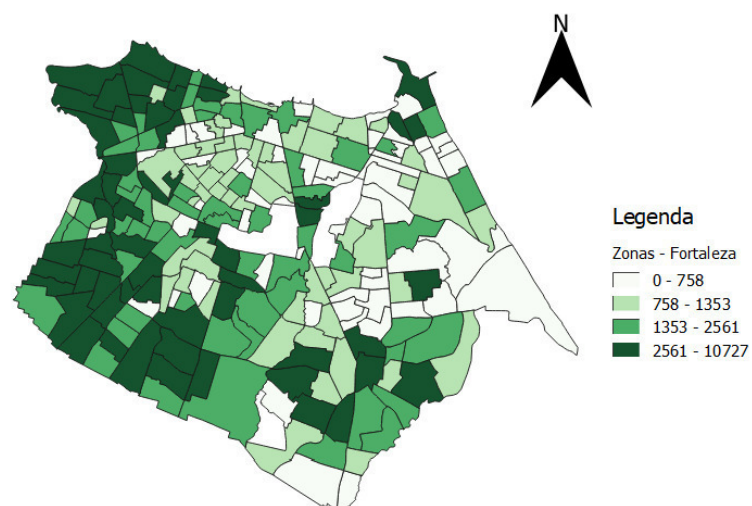 N
Legenda
Zonas - Fortaleza
0 - 758
758 - 1353
1353 - 2561
2561 - 10727